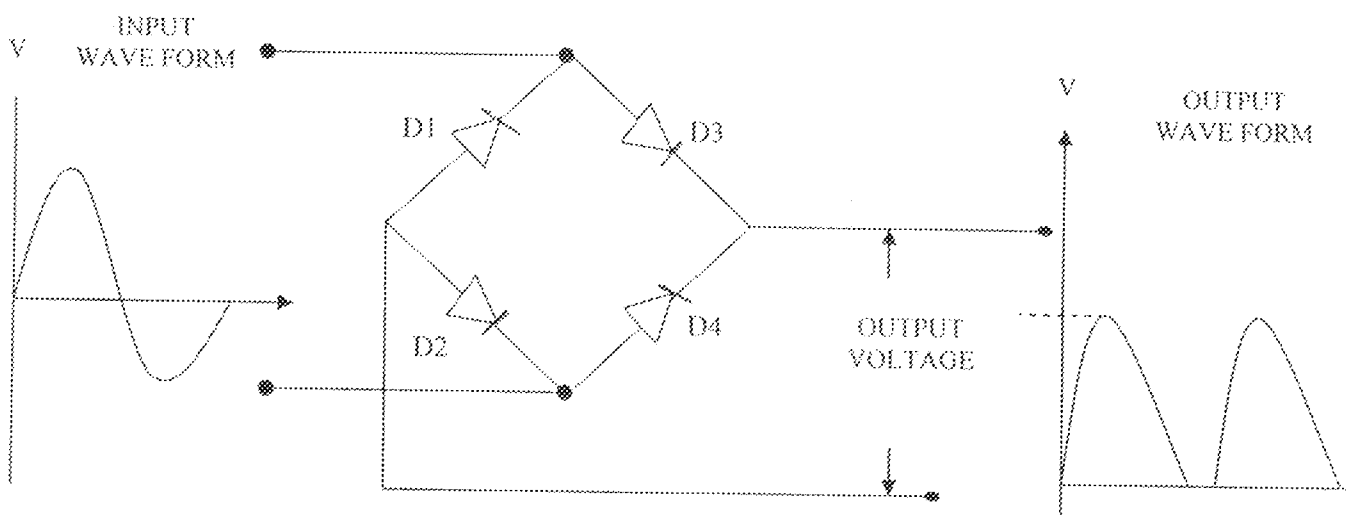 INPUT
WAVE FORM
V
D1
D3
D2
D4
OUTPUT
VOLTAGE
V
OUTPUT
WAVE FORM